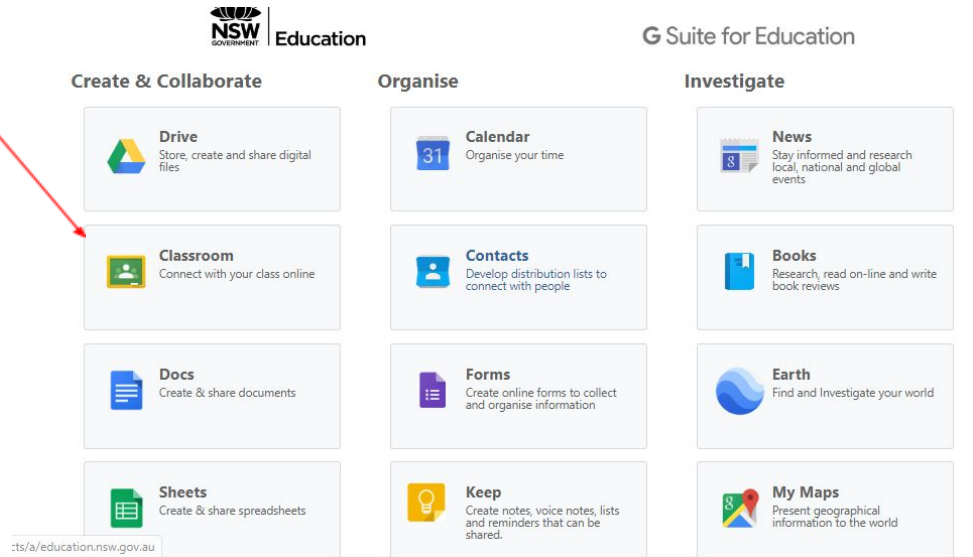 NSW
GOVERNMENT
Education
G Suite for Education
Create & Collaborate
Organise
Investigate
Drive
Store, create and share digital
files
Calendar
Organise your time
31
News
Stay informed and research
local, national and global
events
Classroom
Connect with your class online
Contacts
Develop distribution lists to
connect with people
Books
Research, read on-line and write
book reviews
Docs
Create & share documents
Forms
Create online forms to collect
and organise information
Earth
Find and Investigate your world
Sheets
Create & share spreadsheets
Keep
Create notes, voice notes, lists
and reminders that can be
shared.
My Maps
Present geographical
information to the world
cts/a/education.nsw.gov.au